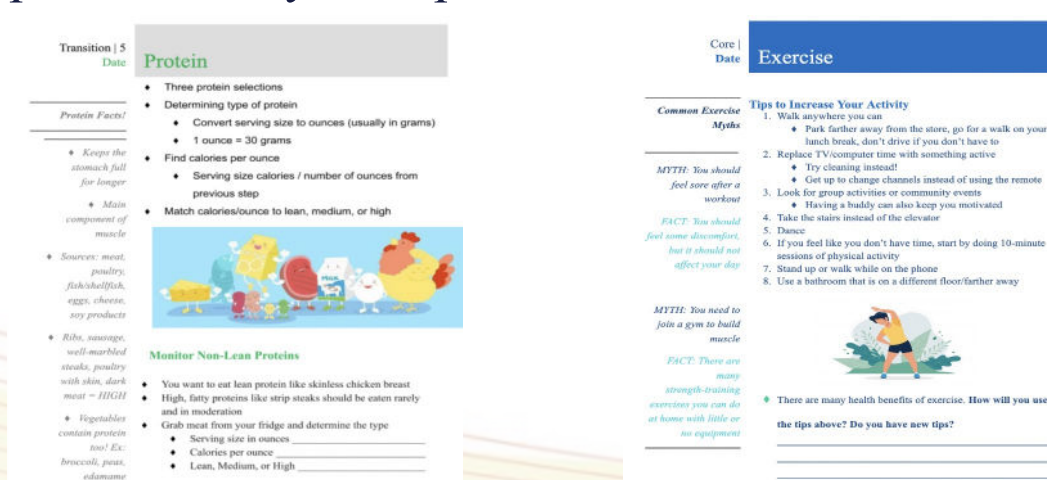 Transition | 5
Date
Protein
Protein Facts!
◆ Keeps the
stomach full
for longer
◆ Main
component of
muscle
◆ Sources: meat,
poultry,
fish/shellfish,
eggs, cheese,
soy products
◆ Ribs, sausage,
well-marbled
steaks, poultry
with skin, dark
meat = HIGH
◆ Vegetables
contain protein
too! Ex:
broccoli, peas,
edamame
◆ Three protein selections
◆ Determining type of protein
◆ Convert serving size to ounces (usually in grams)
◆ 1 ounce = 30 grams
◆ Find calories per ounce
◆ Serving size calories / number of ounces from
previous step
◆ Match calories/ounce to lean, medium, or high
MILK
Monitor Non-Lean Proteins
◆ You want to eat lean protein like skinless chicken breast
◆ High, fatty proteins like strip steaks should be eaten rarely
and in moderation
◆ Grab meat from your fridge and determine the type
◆ Serving size in ounces
◆ Calories per ounce
◆ Lean, Medium, or High
Core |
Date
Exercise
Common Exercise
Myths
MYTH: You should
feel sore after a
workout
FACT: You should
feel some discomfort,
but it should not
affect your day
MYTH: You need to
join a gym to build
muscle
FACT: There are
many
strength-training
exercises you can do
at home with little or
no equipment
Tips to Increase Your Activity
1. Walk anywhere you can
◆ Park farther away from the store, go for a walk on your
lunch break, don't drive if you don't have to
2. Replace TV/computer time with something active
◆ Try cleaning instead!
◆ Get up to change channels instead of using the remote
3. Look for group activities or community events
◆ Having a buddy can also keep you motivated
4. Take the stairs instead of the elevator
5. Dance
6. If you feel like you don't have time, start by doing 10-minute
sessions of physical activity
7. Stand up or walk while on the phone
8. Use a bathroom that is on a different floor/farther away
◆ There are many health benefits of exercise. How will you use
the tips above? Do you have new tips?